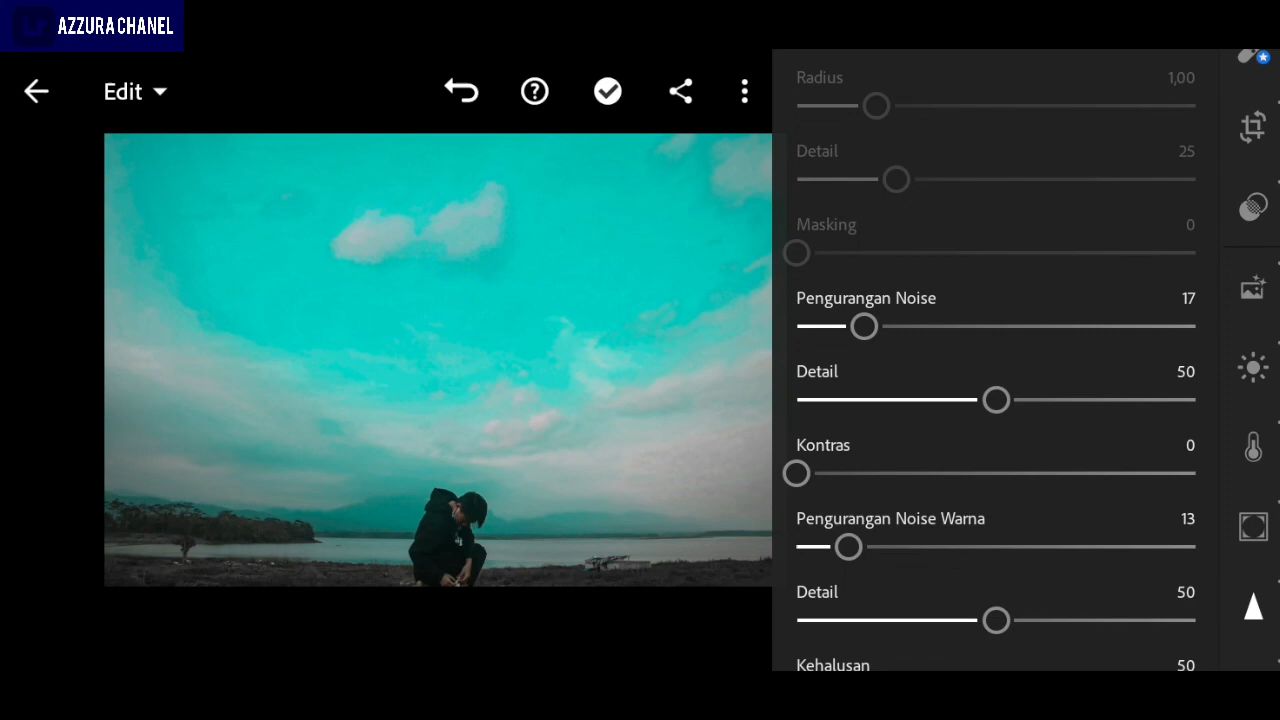 Lr AZZURA CHANEL
Edit
Radius 1,00
Detail 25
Masking 0
Pengurangan Noise 17
Detail 50
Kontras 0
Pengurangan Noise Warna 13
Detail 50
Kehalusan 50